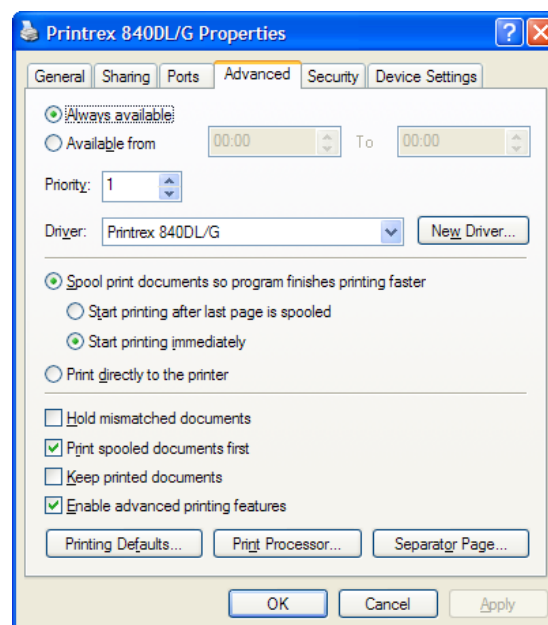 Printrex 840DL/G Properties
General Sharing Ports Advanced Security Device Settings
Always available
Available from 00:00 To 00:00
Priority: 1
Driver: Printrex 840DL/G New Driver...
Spool print documents so program finishes printing faster
Start printing after last page is spooled
Start printing immediately
Print directly to the printer
Hold mismatched documents
Print spooled documents first
Keep printed documents
Enable advanced printing features
Printing Defaults... Print Processor... Separator Page...
OK Cancel Apply